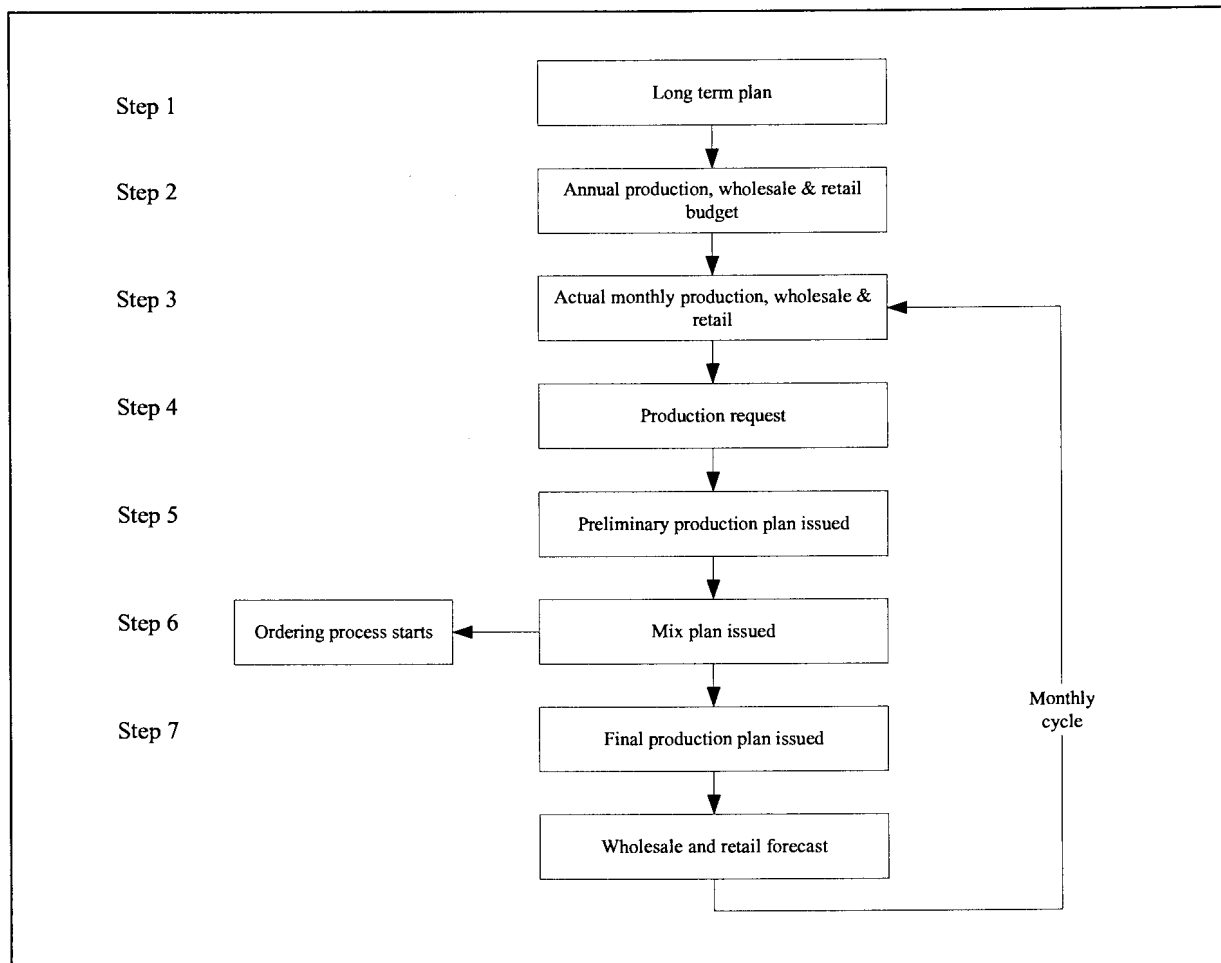 Step 1
Long term plan
Step 2
Annual production, wholesale & retail
budget
Step 3
Actual monthly production, wholesale &
retail
Step 4
Production request
Step 5
Preliminary production plan issued
Step 6
Ordering process starts
Mix plan issued
Monthly
cycle
Step 7
Final production plan issued
Wholesale and retail forecast